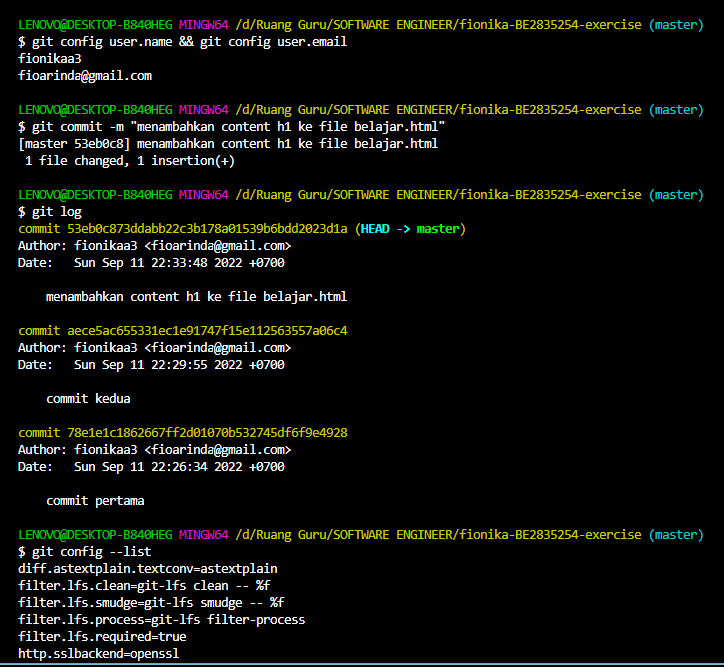 LENOVO@DESKTOP-B840HEG MINGW64 /d/Ruang Guru/SOFTWARE ENGINEER/fionika-BE2835254-exercise (master)
$ git config user.name && git config user.email
fionikaa3
fioarinda@gmail.com

LENOVO@DESKTOP-B840HEG MINGW64 /d/Ruang Guru/SOFTWARE ENGINEER/fionika-BE2835254-exercise (master)
$ git commit -m "menambahkan content h1 ke file belajar.html"
[master 53eb0c8] menambahkan content h1 ke file belajar.html
 1 file changed, 1 insertion(+)

LENOVO@DESKTOP-B840HEG MINGW64 /d/Ruang Guru/SOFTWARE ENGINEER/fionika-BE2835254-exercise (master)
$ git log
commit 53eb0c873ddabb22c3b178a01539b6bdd2023d1a (HEAD -> master)
Author: fionikaa3 <fioarinda@gmail.com>
Date:   Sun Sep 11 22:33:48 2022 +0700

    menambahkan content h1 ke file belajar.html

commit aece5ac655331ec1e91747f15e112563557a06c4
Author: fionikaa3 <fioarinda@gmail.com>
Date:   Sun Sep 11 22:29:55 2022 +0700

    commit kedua

commit 78e1e1c1862667ff2d01070b532745df6f9e4928
Author: fionikaa3 <fioarinda@gmail.com>
Date:   Sun Sep 11 22:26:34 2022 +0700

    commit pertama

LENOVO@DESKTOP-B840HEG MINGW64 /d/Ruang Guru/SOFTWARE ENGINEER/fionika-BE2835254-exercise (master)
$ git config --list
diff.astextplain.textconv=astextplain
filter.lfs.clean=git-lfs clean -- %f
filter.lfs.smudge=git-lfs smudge -- %f
filter.lfs.process=git-lfs filter-process
filter.lfs.required=true
http.sslbackend=openssl